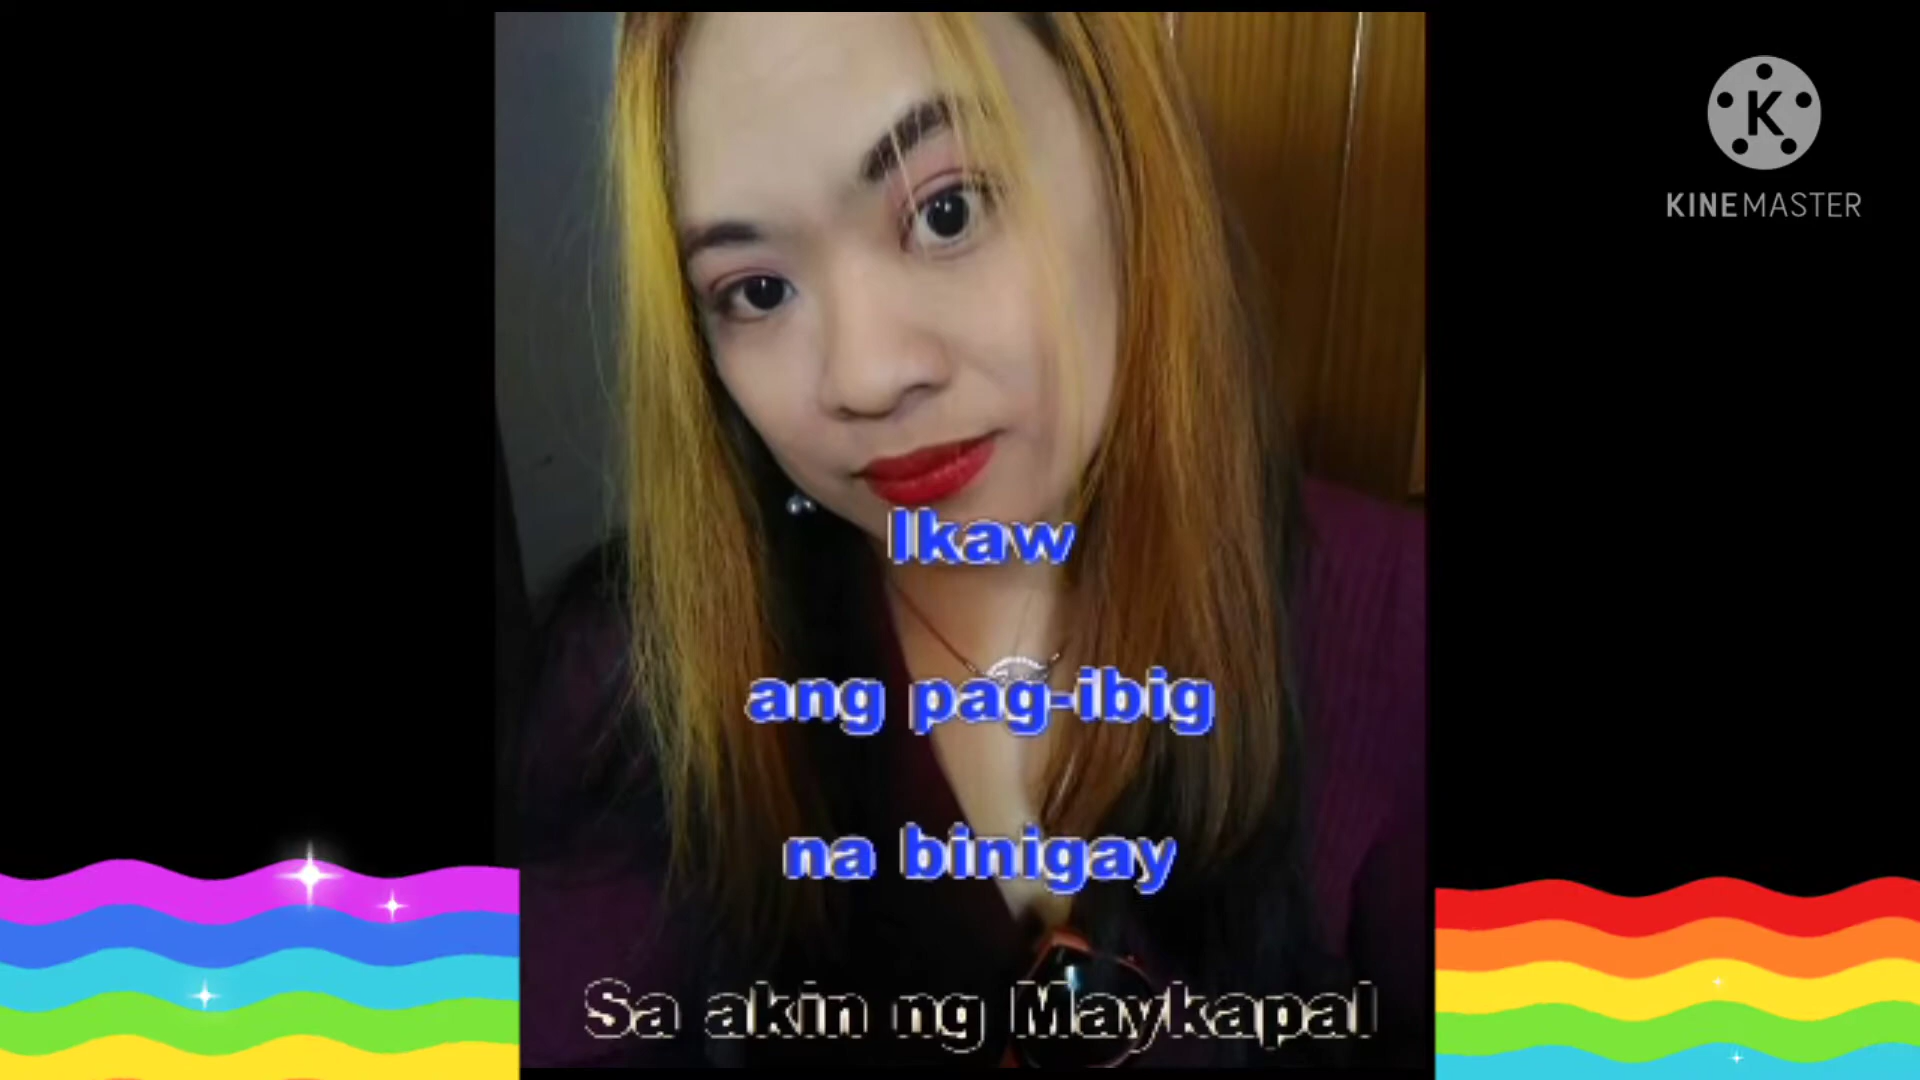 K
KINEMASTER
Ikaw
ang pag-ibig
na binigay
Sa akin ng Maykapal